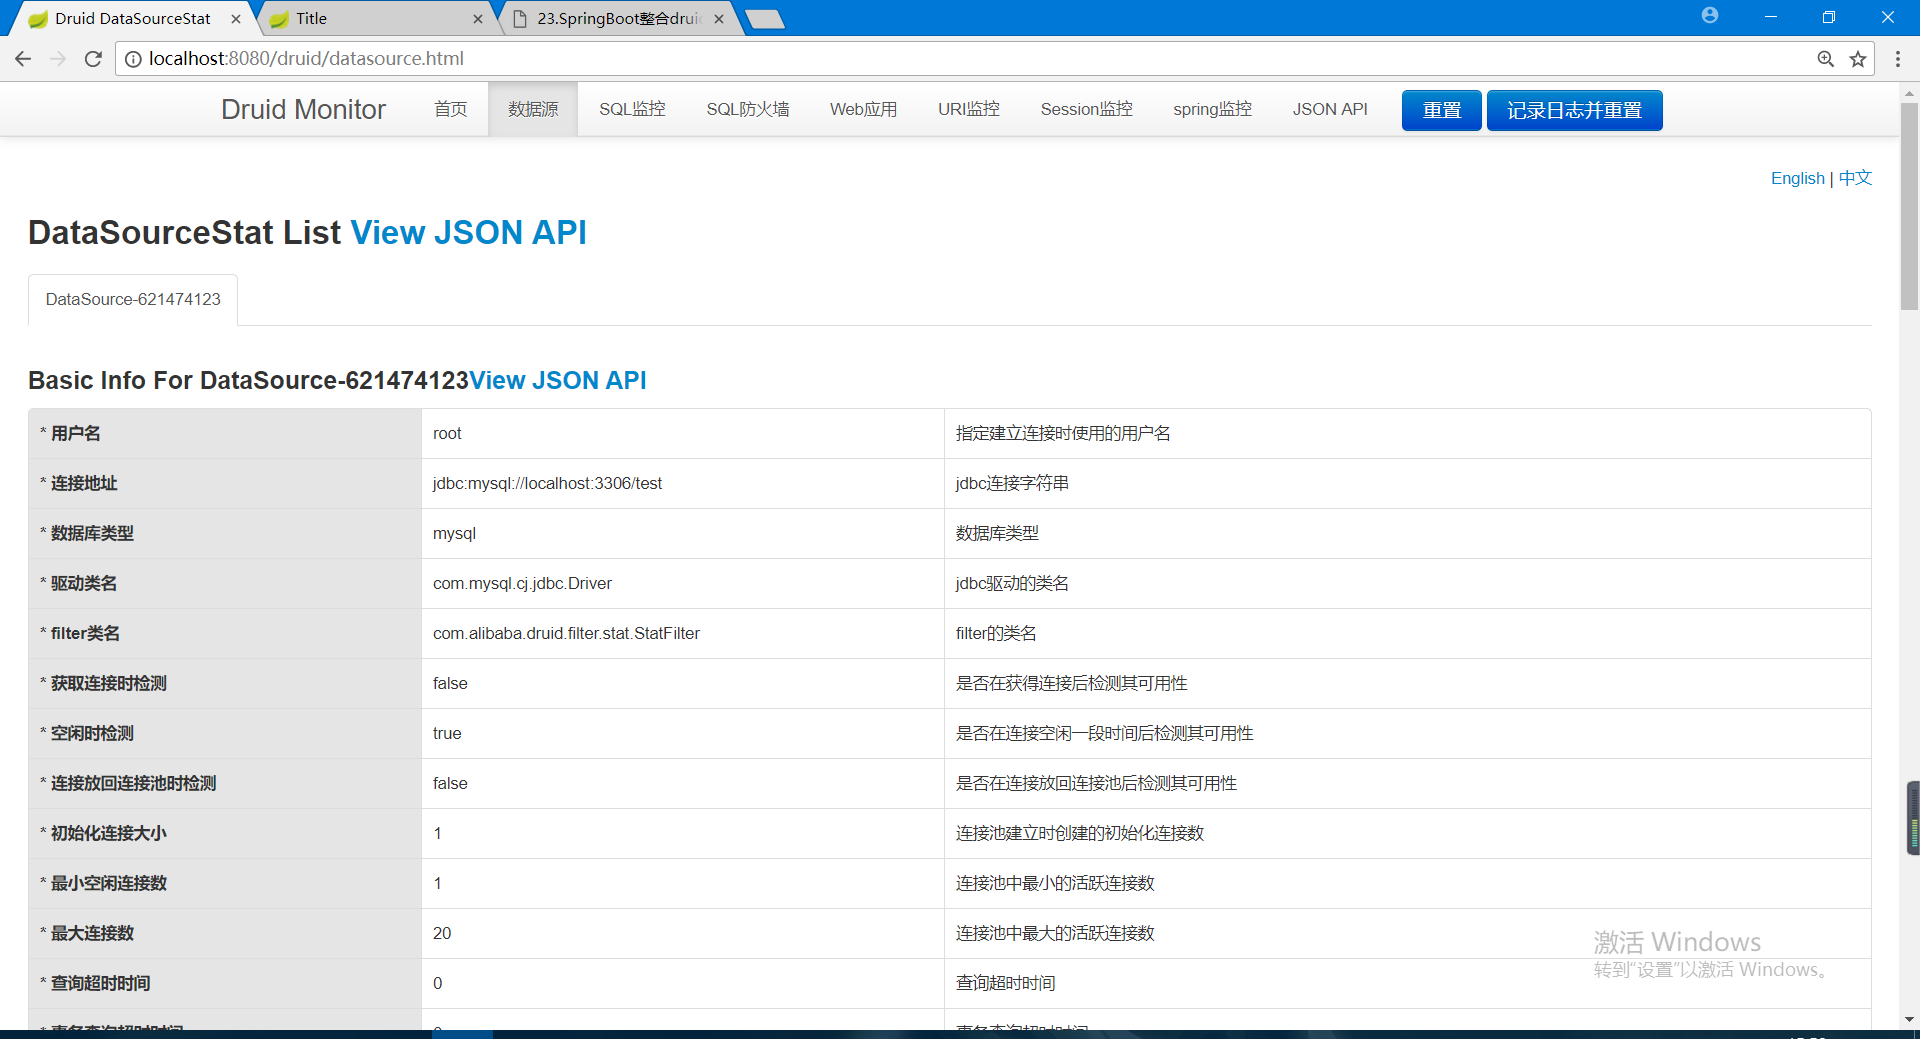 Druid DataSourceStat
Title
23.SpringBoot整合drui
localhost:8080/druid/datasource.html
Druid Monitor 首页 数据源 SQL监控 SQL防火墙 Web应用 URI监控 Session监控 spring监控 JSON API 重置 记录日志并重置
English | 中文
DataSourceStat List View JSON API
DataSource-621474123
Basic Info For DataSource-621474123View JSON API
* 用户名 root 指定建立连接时使用的用户名
* 连接地址 jdbc:mysql://localhost:3306/test jdbc连接字符串
* 数据库类型 mysql 数据库类型
* 驱动类名 com.mysql.cj.jdbc.Driver jdbc驱动的类名
* filter类名 com.alibaba.druid.filter.stat.StatFilter filter的类名
* 获取连接时检测 false 是否在获得连接后检测其可用性
* 空闲时检测 true 是否在连接空闲一段时间后检测其可用性
* 连接放回连接池时检测 false 是否在连接放回连接池后检测其可用性
* 初始化连接大小 1 连接池建立时创建的初始化连接数
* 最小空闲连接数 1 连接池中最小的活跃连接数
* 最大连接数 20 连接池中最大的活跃连接数
* 查询超时时间 0 查询超时时间
激活 Windows
转到“设置”以激活 Windows。